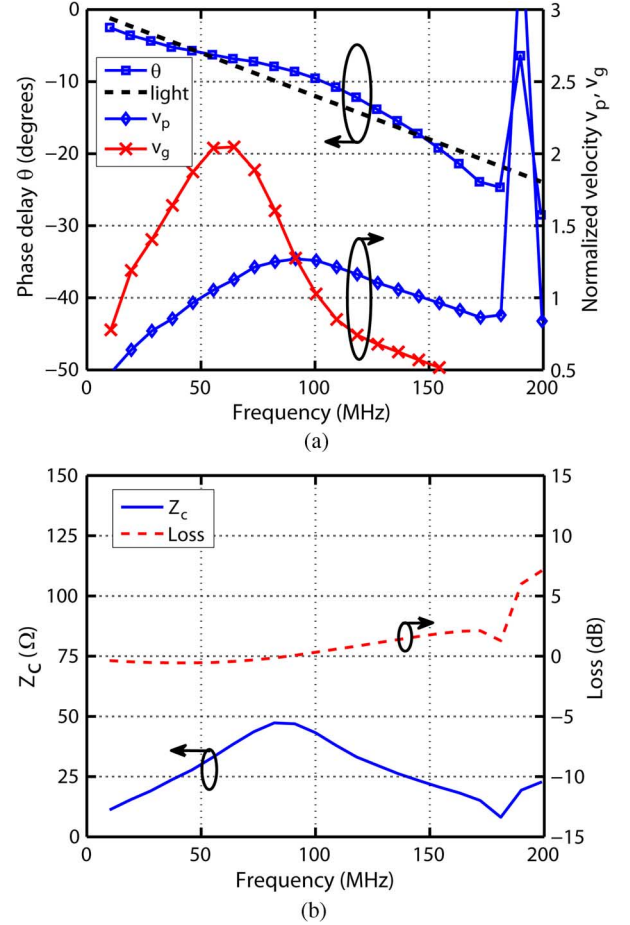 0
-10
-20
-30
-40
-50
Phase delay θ (degrees)
θ
light
v_p
v_g
3
2.5
2
1.5
1
0.5
Normalized velocity v_p, v_g
0 50 100 150 200
Frequency (MHz)
(a)
150
125
100
75
50
25
0
Z_C (Ω)
Z_c
Loss
15
10
5
0
−5
−10
−15
Loss (dB)
0 50 100 150 200
Frequency (MHz)
(b)